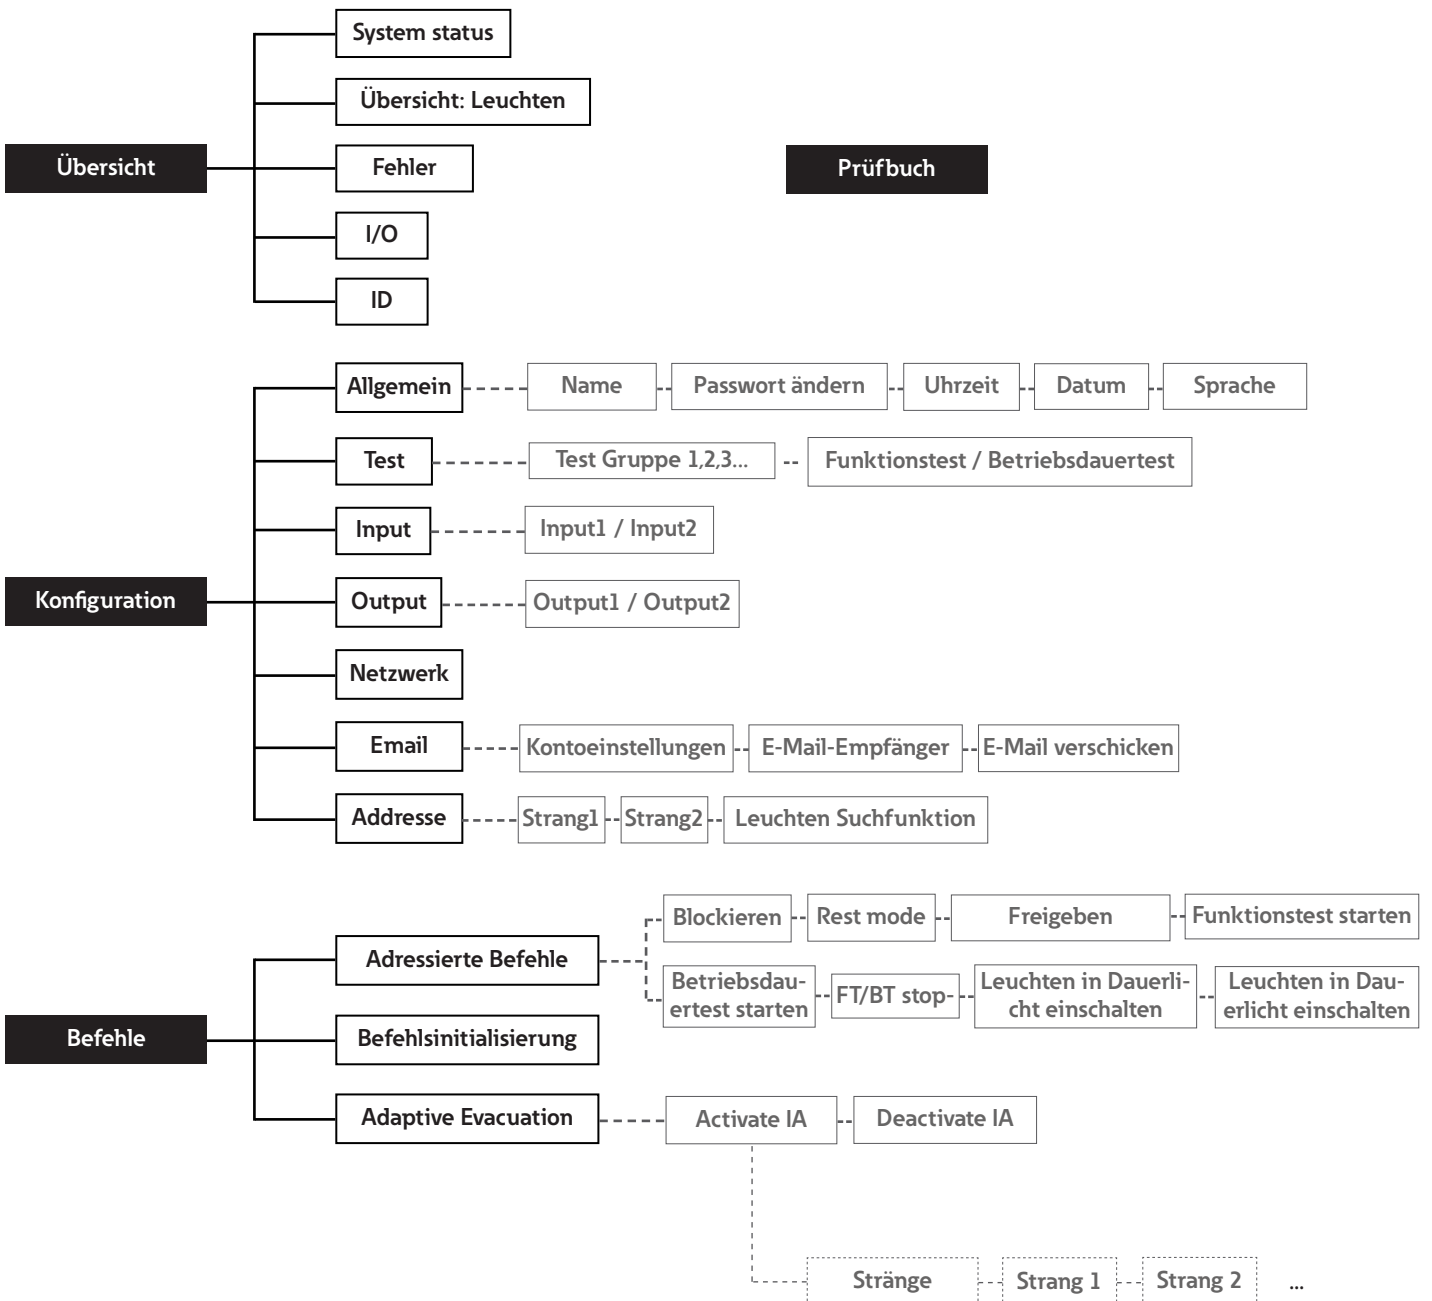 System status
Übersicht: Leuchten
Übersicht
Fehler
Prüfbuch
I/O
ID
Allgemein
Name
Passwort ändern
Uhrzeit
Datum
Sprache
Test
Test Gruppe 1,2,3...
Funktionstest / Betriebsdauertest
Input
Input1 / Input2
Konfiguration
Output
Output1 / Output2
Netzwerk
Email
Kontoeinstellungen
E-Mail-Empfänger
E-Mail verschicken
Addresse
Strang1
Strang2
Leuchten Suchfunktion
Befehle
Adressierte Befehle
Blockieren
Rest mode
Freigeben
Funktionstest starten
Betriebsdau-
ertest starten
FT/BT stop-
Leuchten in Dauerli-
cht einschalten
Leuchten in Dau-
erlicht einschalten
Befehlsinitialisierung
Adaptive Evacuation
Activate IA
Deactivate IA
Stränge
Strang 1
Strang 2
...